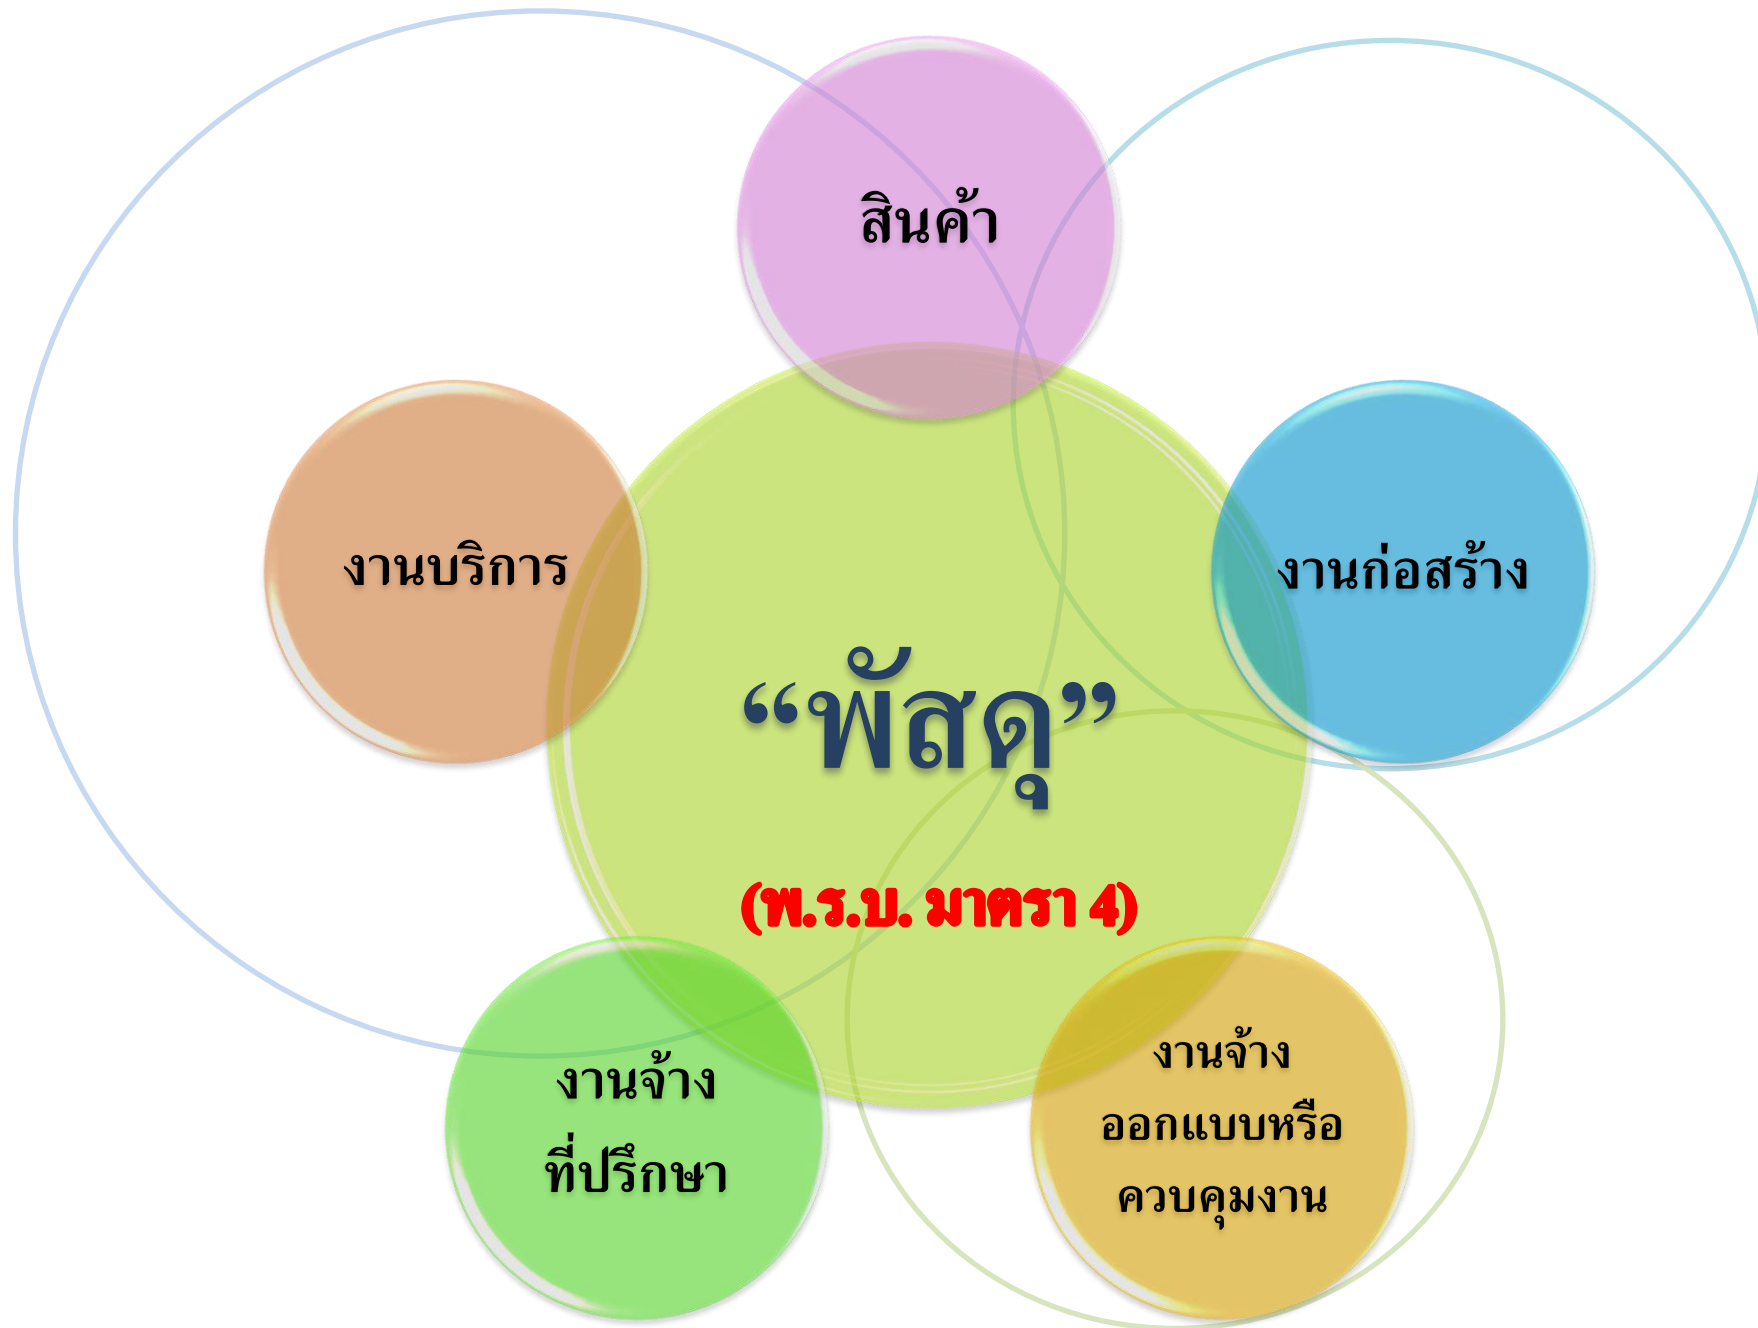 สินค้า
งานบริการ
งานก่อสร้าง
“พัสดุ”
(พ.ร.บ. มาตรา 4)
งานจ้าง
ที่ปรึกษา
งานจ้าง
ออกแบบหรือ
ควบคุมงาน